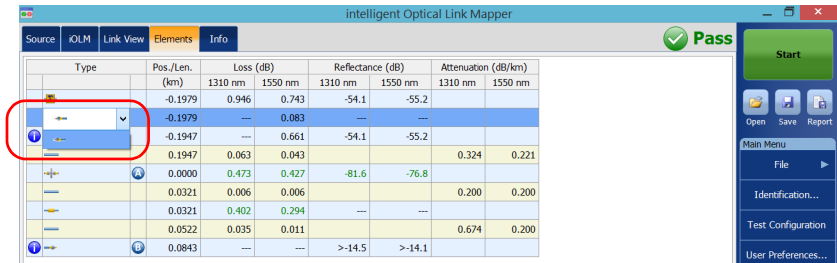 intelligent Optical Link Mapper
Source iOLM Link View Elements Info
Pass
Start
Open Save Report
Main Menu
File
Identification...
Test Configuration
User Preferences...
Type Pos./Len. Loss (dB) Reflectance (dB) Attenuation (dB/km)
(km) 1310 nm 1550 nm 1310 nm 1550 nm 1310 nm 1550 nm
-0.1979 0.946 0.743 -54.1 -55.2
-0.1979 --- 0.083 --- ---
-0.1947 --- 0.661 -54.1 -55.2
0.1947 0.063 0.043 0.324 0.221
A 0.0000 0.473 0.427 -81.6 -76.8
0.0321 0.006 0.006 0.200 0.200
0.0321 0.402 0.294 --- ---
0.0522 0.035 0.011 0.674 0.200
B 0.0843 --- --- >-14.5 >-14.1